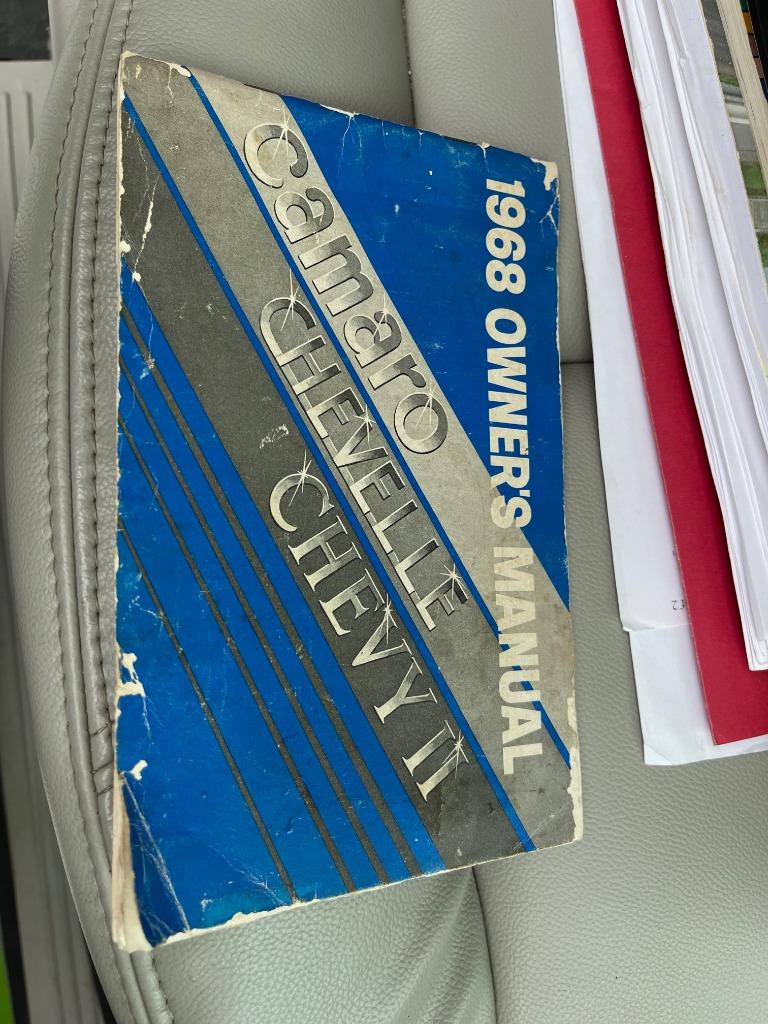 1968 OWNER'S MANUAL
Camaro
CHEVELLE
CHEVY II